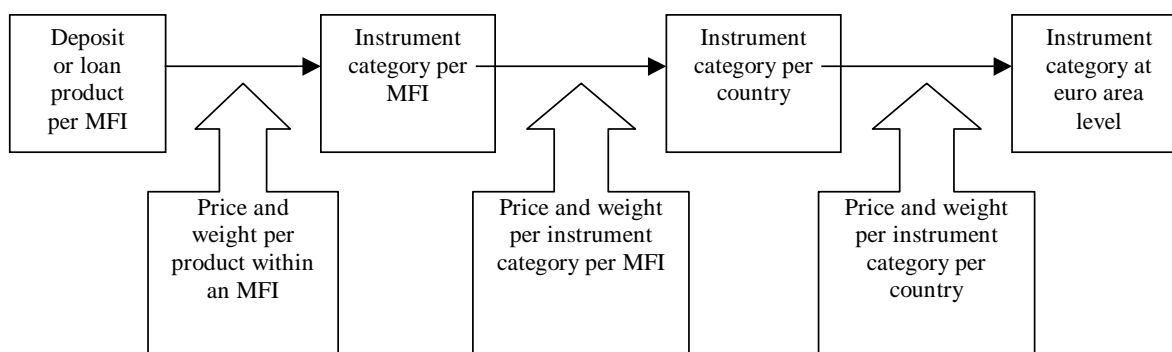 Deposit
or loan
product
per MFI
Instrument
category per
MFI
Instrument
category per
country
Instrument
category at
euro area
level
Price and
weight per
product within
an MFI
Price and weight
per instrument
category per MFI
Price and weight
per instrument
category per
country